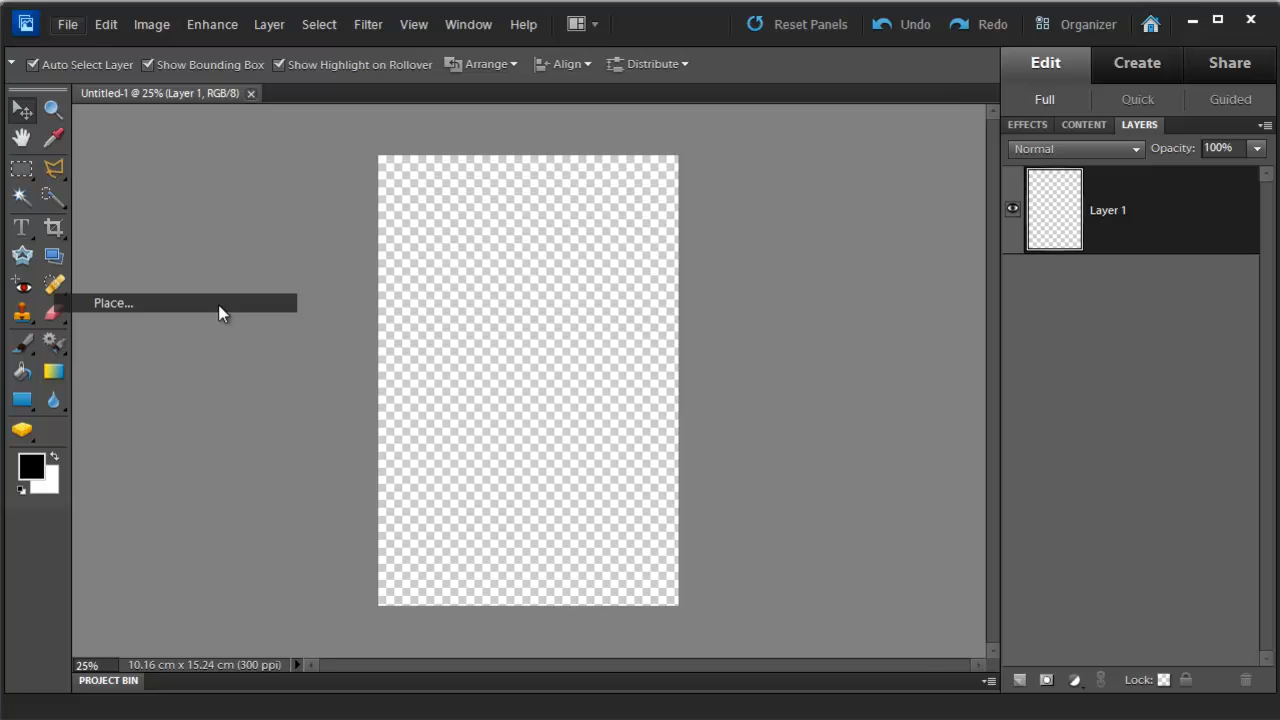 File Edit Image Enhance Layer Select Filter View Window Help Reset Panels Undo Redo Organizer
Auto Select Layer Show Bounding Box Show Highlight on Rollover Arrange Align Distribute
Edit Create Share
Untitled-1 @ 25% (Layer 1, RGB/8)
Full Quick Guided
EFFECTS CONTENT LAYERS
Normal Opacity: 100%
Layer 1
T
Place...
25% 10.16 cm x 15.24 cm (300 ppi)
PROJECT BIN
Lock: